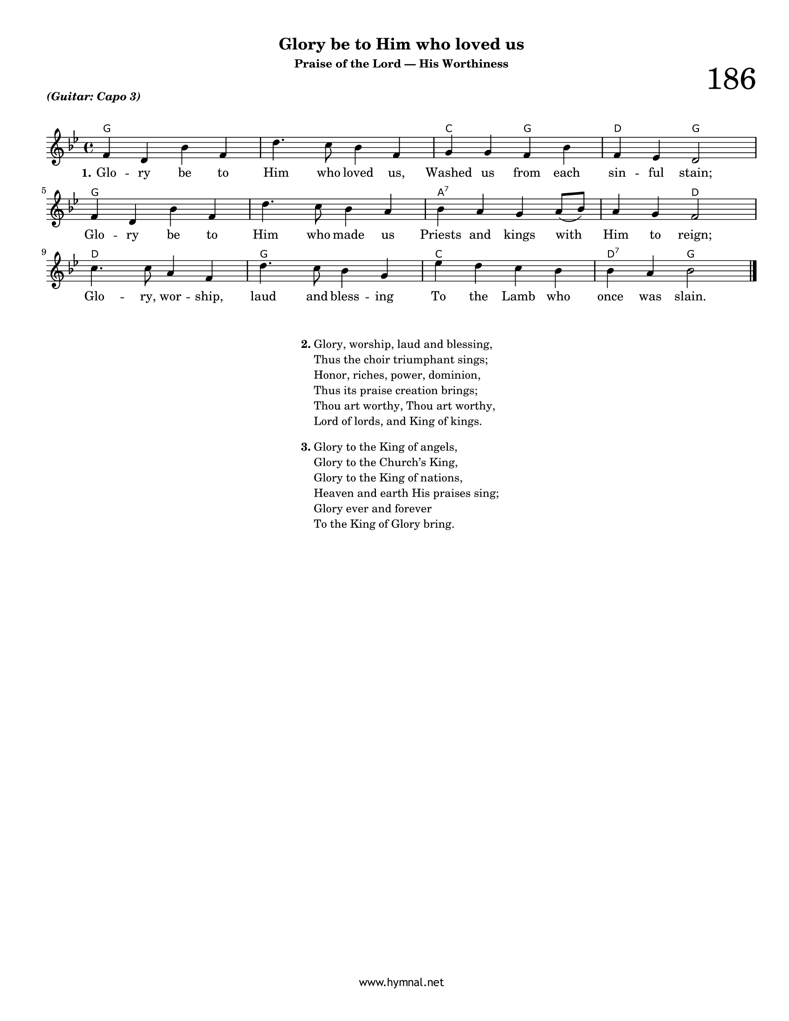 Glory be to Him who loved us
Praise of the Lord — His Worthiness
186
(Guitar: Capo 3)
G C G D G
1. Glo - ry be to Him who loved us, Washed us from each sin - ful stain;
5 G A7 D
Glo - ry be to Him who made us Priests and kings with Him to reign;
9 D G C D7 G
Glo - ry, wor - ship, laud and bless - ing To the Lamb who once was slain.
2. Glory, worship, laud and blessing,
Thus the choir triumphant sings;
Honor, riches, power, dominion,
Thus its praise creation brings;
Thou art worthy, Thou art worthy,
Lord of lords, and King of kings.
3. Glory to the King of angels,
Glory to the Church's King,
Glory to the King of nations,
Heaven and earth His praises sing;
Glory ever and forever
To the King of Glory bring.
www.hymnal.net